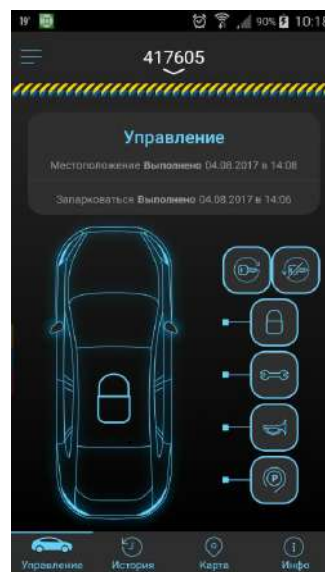 19° 90% 10:18
417605
Управление
Местоположение Выполнено 04.08.2017 в 14:08
Запарковаться Выполнено 04.08.2017 в 14:06
P
Управление История Карта Инфо